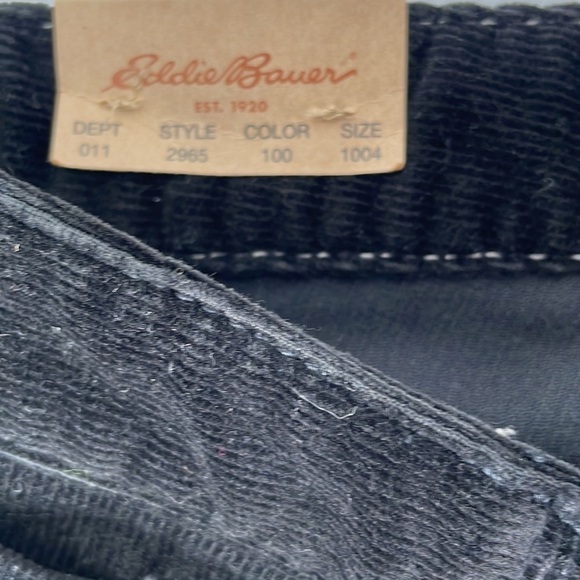 Eddie Bauer
EST. 1920
DEPT STYLE COLOR SIZE
011 2965 100 1004